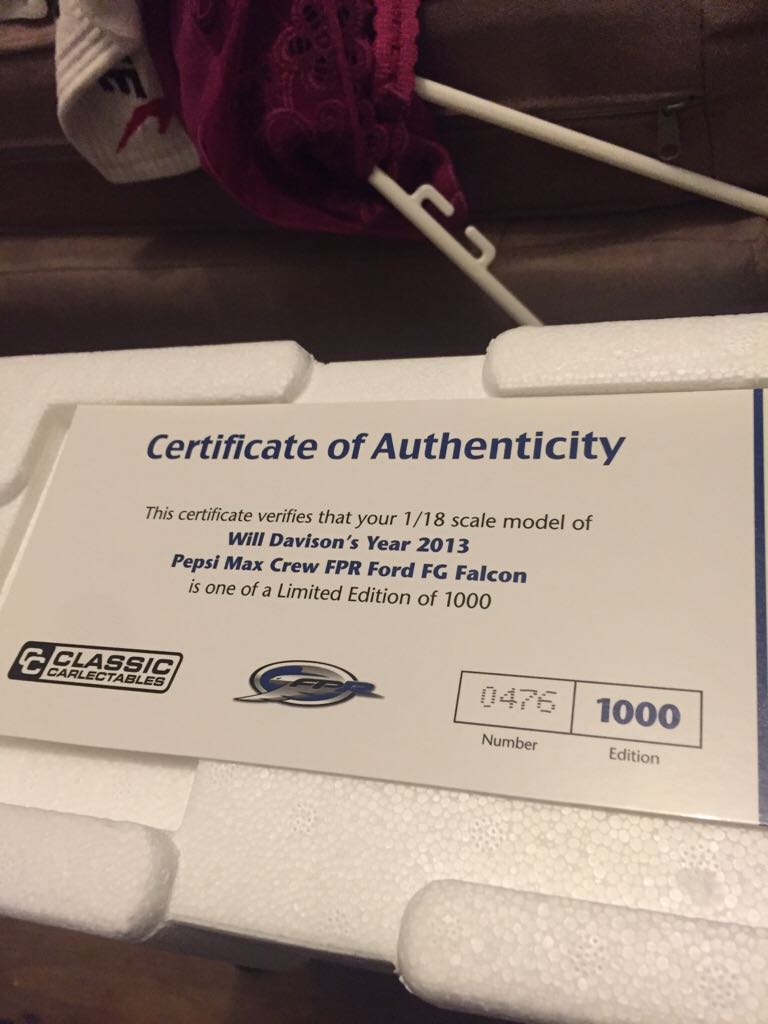 Certificate of Authenticity
This certificate verifies that your 1/18 scale model of
Will Davison's Year 2013
Pepsi Max Crew FPR Ford FG Falcon
is one of a Limited Edition of 1000
CC CLASSIC
CARLECTABLES
FPR
0476
1000
Number
Edition